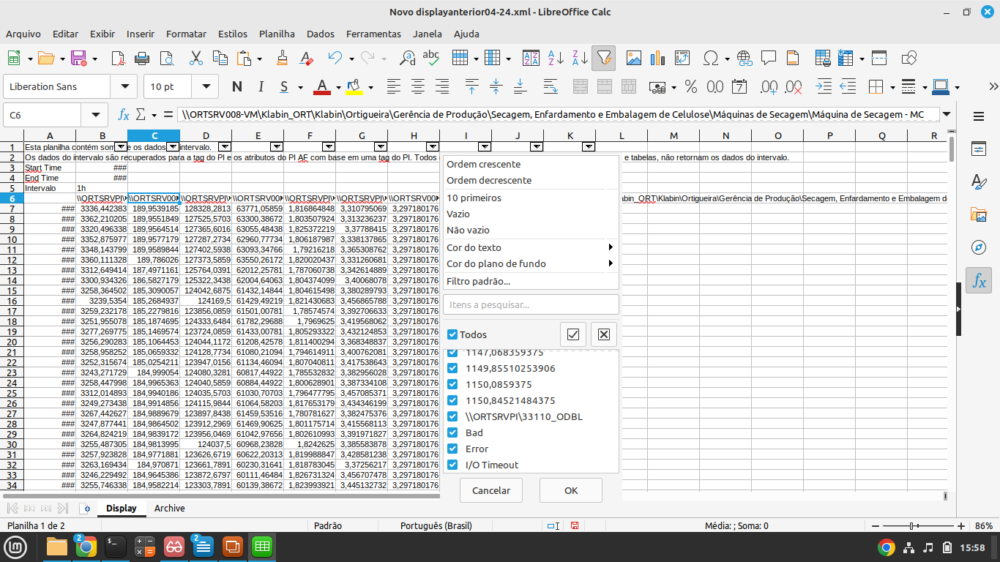 Novo displayanterior04-24.xml - LibreOffice Calc
Arquivo Editar Exibir Inserir Formatar Estilos Planilha Dados Ferramentas Janela Ajuda
Liberation Sans 10 pt N I S A
C6 \\ORTSRV008-VM\Klabin_ORT\Klabin\Ortigueira\Gerência de Produção\Secagem, Enfardamento e Embalagem de Celulose\Máquinas de Secagem\Máquina de Secagem - MC
A B C D E F G H I J K L M N O P Q R
1 Esta planilha contém som e os dados intervalo.
2 Os dados do intervalo são recuperados para a tag do PI e os atributos do PI AF com base em uma tag do PI. Todos e tabelas, não retornam os dados do intervalo.
3 Start Time ###
4 End Time ###
5 Intervalo 1h
6 \\ORTSRVPI\ \\ORTSRV00 \\ORTSRVPI\ \\ORTSRV00 \\ORTSRVPI\ \\ORTSRVPI\ \\ORTSRV00 abin_ORT\Klabin\Ortigueira\Gerência de Produção\Secagem, Enfardamento e Embalagem d
7 ### 3336,442383 189,9539185 128328,2813 63771,05859 1,816864848 3,310795069 3,297180176
8 ### 3362,210205 189,9551849 127525,5703 63300,38672 1,803507924 3,313236237 3,297180176
9 ### 3320,496338 189,9564514 127365,6016 63055,48438 1,825372219 3,37788415 3,297180176
10 ### 3352,875977 189,9577179 127287,2734 62960,77734 1,806187987 3,338137865 3,297180176
11 ### 3348,143799 189,9589844 127402,5938 63093,34766 1,79216218 3,365308762 3,297180176
12 ### 3360,111328 189,786026 127373,5859 63550,26172 1,820020437 3,331260681 3,297180176
13 ### 3312,649414 187,4971161 125764,0391 62012,25781 1,787060738 3,342614889 3,297180176
14 ### 3300,934326 186,5827179 125322,3438 62004,64063 1,804374099 3,40068078 3,297180176
15 ### 3258,364502 185,3090057 124042,6875 61432,14844 1,804615498 3,380289793 3,297180176
16 ### 3239,5354 185,2684937 124169,5 61429,49219 1,821430683 3,456865788 3,297180176
17 ### 3259,232178 185,2279816 123856,0859 61501,00781 1,78574574 3,392706633 3,297180176
18 ### 3251,955078 185,1874695 124333,6484 61782,29688 1,7969625 3,419568062 3,297180176
19 ### 3277,269775 185,1469574 123724,0859 61433,00781 1,805293322 3,432124853 3,297180176
20 ### 3256,290283 185,1064453 124044,1172 61208,42578 1,811400294 3,368348837 3,297180176
21 ### 3258,958252 185,0659332 124128,7734 61080,21094 1,794614911 3,400762081 3,297180176
22 ### 3252,315674 185,0254211 123947,0156 61134,46094 1,807040811 3,417538643 3,297180176
23 ### 3243,271729 184,999054 124080,3281 60817,44922 1,785532832 3,382956028 3,297180176
24 ### 3258,447998 184,9965363 124040,5859 60884,44922 1,800628901 3,387334108 3,297180176
25 ### 3312,014893 184,9940186 124035,5703 61030,70703 1,796477795 3,457085371 3,297180176
26 ### 3249,273438 184,9914856 124115,9844 61064,58203 1,817653179 3,434346199 3,297180176
27 ### 3267,442627 184,9889679 123897,8438 61459,53516 1,780781627 3,382475376 3,297180176
28 ### 3247,877441 184,9864502 123912,2969 61469,90625 1,801175714 3,415568113 3,297180176
29 ### 3264,824219 184,9839172 123956,0469 61042,97656 1,802610993 3,391971827 3,297180176
30 ### 3255,487305 184,9813995 124037,5 60968,23828 1,8242625 3,385583878 3,297180176
31 ### 3257,923828 184,9771881 123626,6719 60622,20313 1,819988847 3,428581238 3,297180176
32 ### 3263,169434 184,970871 123661,7891 60230,31641 1,818783045 3,37256217 3,297180176
33 ### 3246,229492 184,9645386 123872,6797 60111,46484 1,826731324 3,456707478 3,297180176
34 ### 3255,746338 184,9582214 123303,7891 60139,38672 1,823993921 3,445132732 3,297180176
Ordem crescente
Ordem decrescente
10 primeiros
Vazio
Não vazio
Cor do texto
Cor do plano de fundo
Filtro padrão...
Itens a pesquisar...
Todos
1147,068359375
1149,85510253906
1150,0859375
1150,84521484375
\\ORTSRVPI\33110_ODBL
Bad
Error
I/O Timeout
Cancelar OK
Display Archive
Planilha 1 de 2 Padrão Português (Brasil) Média: ; Soma: 0 86%
2 2 15:58